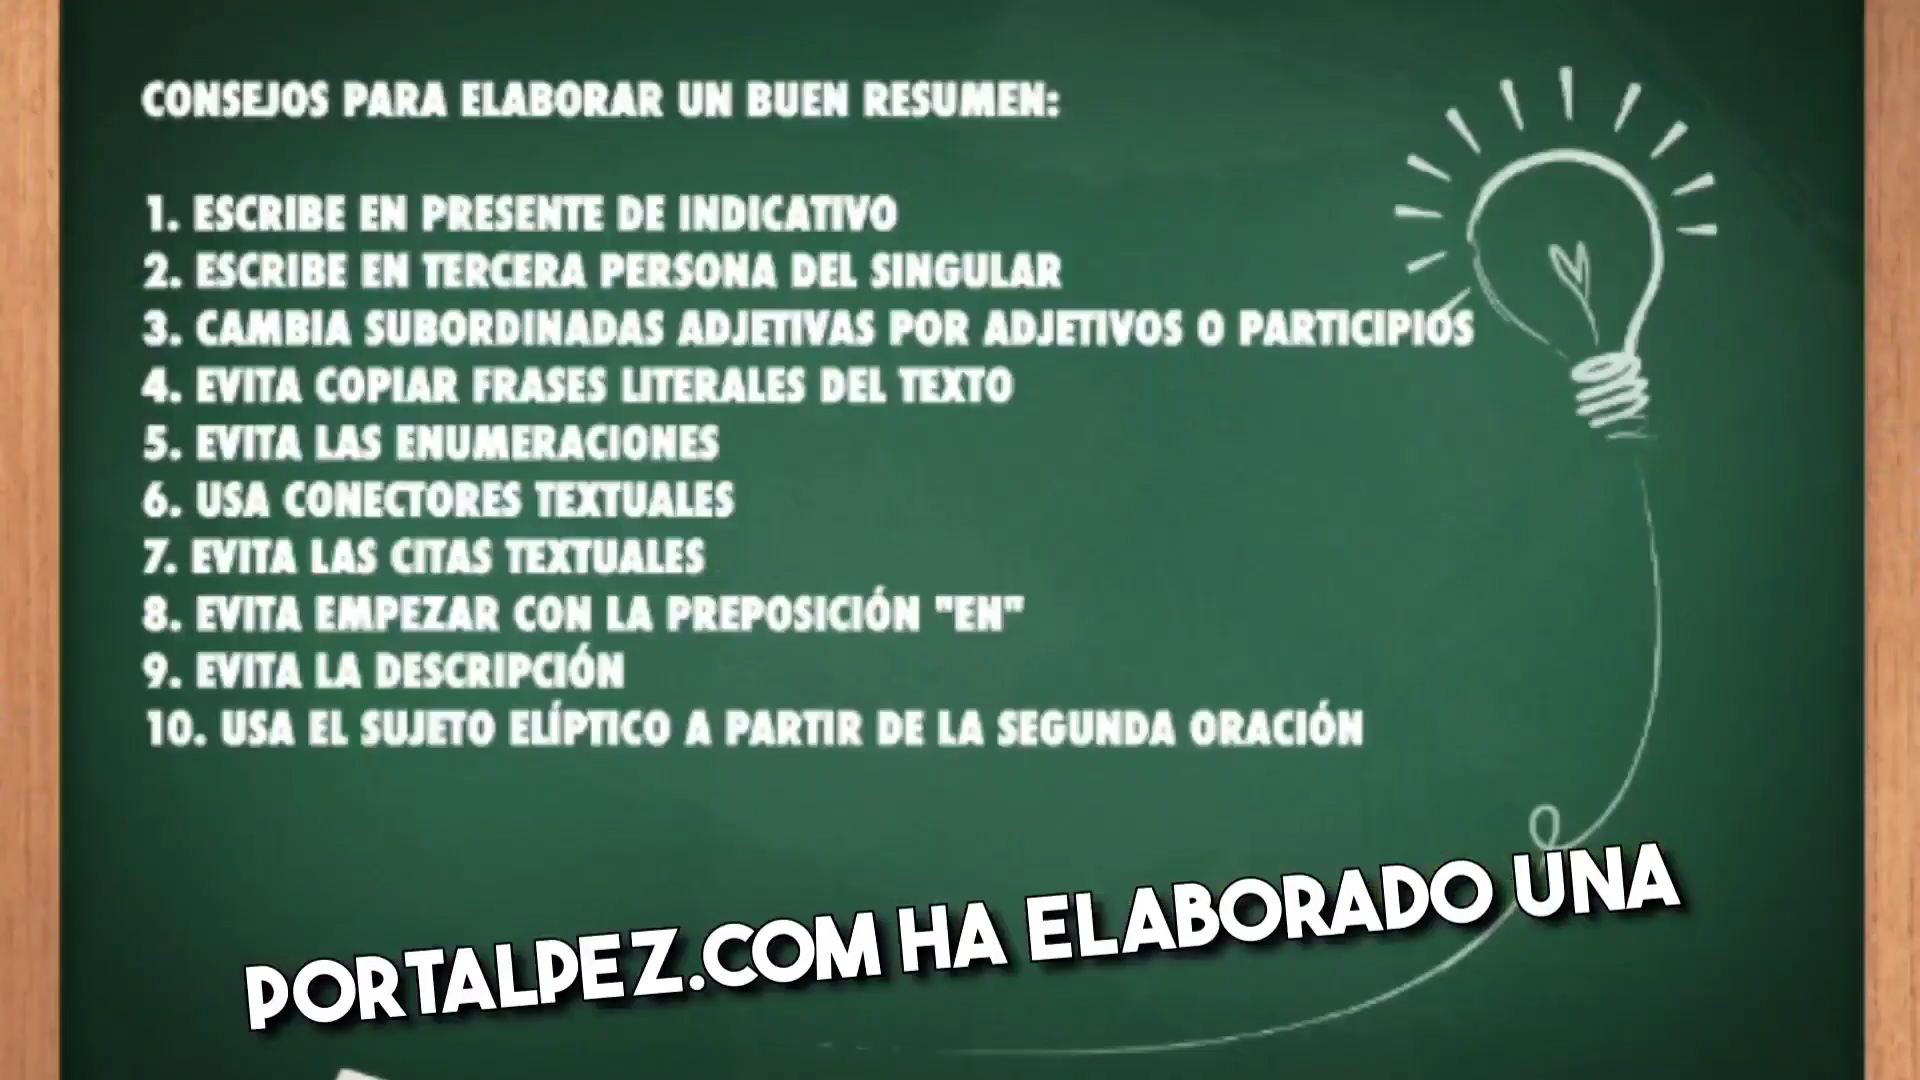 CONSEJOS PARA ELABORAR UN BUEN RESUMEN:
1. ESCRIBE EN PRESENTE DE INDICATIVO
2. ESCRIBE EN TERCERA PERSONA DEL SINGULAR
3. CAMBIA SUBORDINADAS ADJETIVAS POR ADJETIVOS O PARTICIPIOS
4. EVITA COPIAR FRASES LITERALES DEL TEXTO
5. EVITA LAS ENUMERACIONES
6. USA CONECTORES TEXTUALES
7. EVITA LAS CITAS TEXTUALES
8. EVITA EMPEZAR CON LA PREPOSICIÓN "EN"
9. EVITA LA DESCRIPCIÓN
10. USA EL SUJETO ELÍPTICO A PARTIR DE LA SEGUNDA ORACIÓN
PORTALPEZ.COM HA ELABORADO UNA